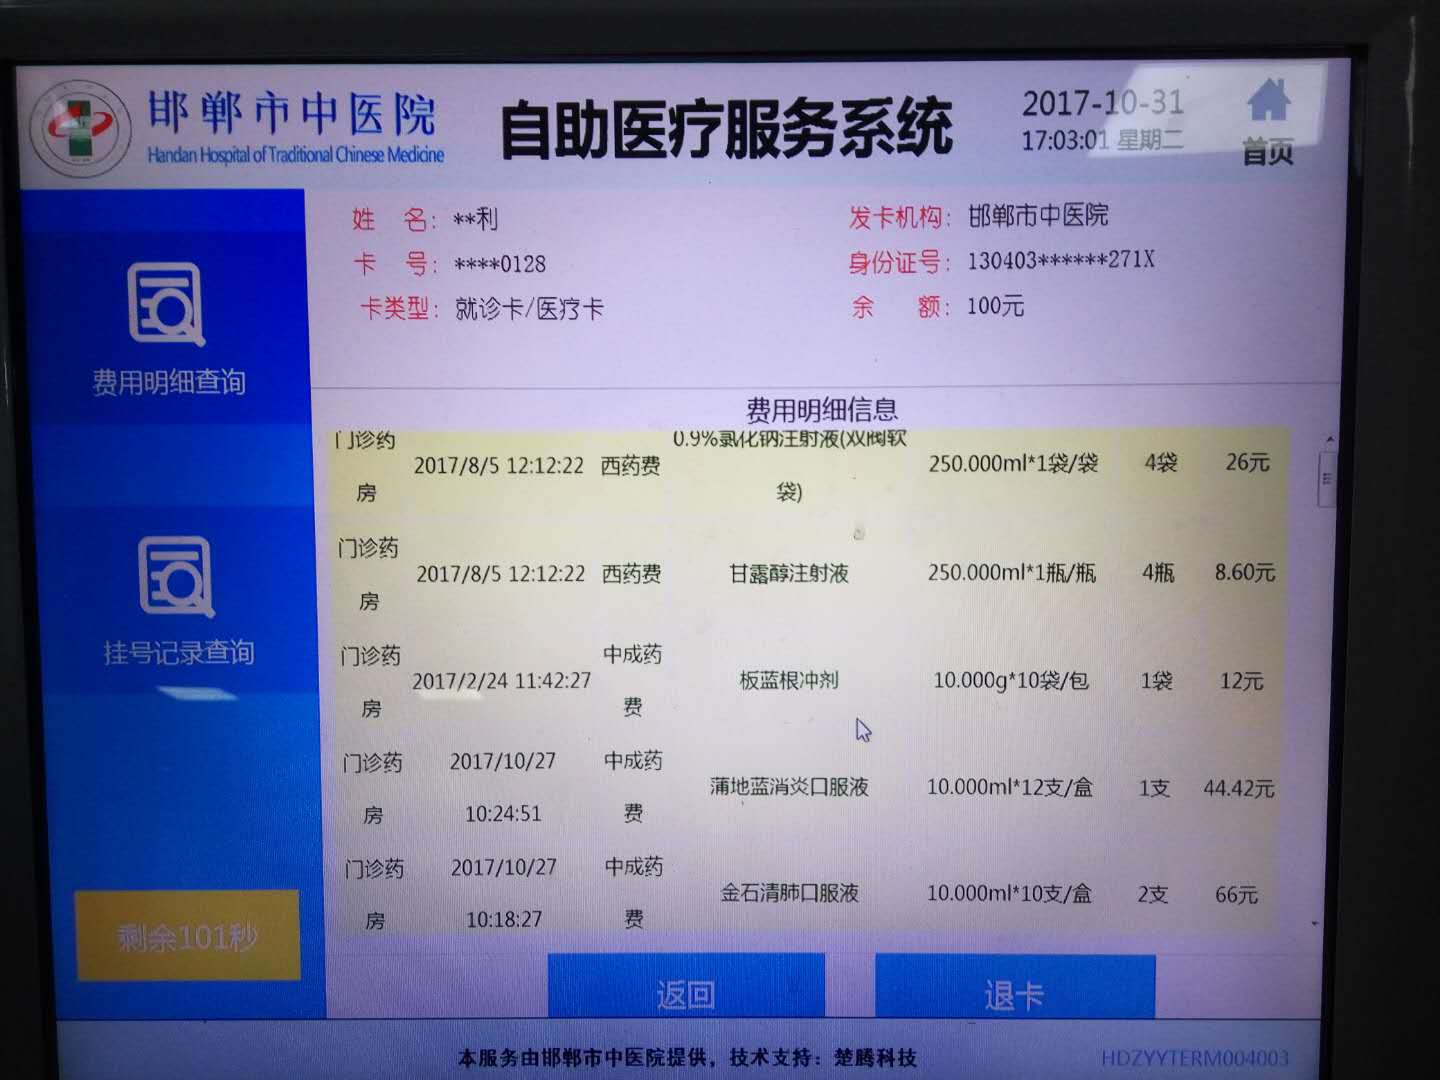 邯郸市中医院
Handan Hospital of Traditional Chinese Medicine
自助医疗服务系统
2017-10-31
17:03:01 星期二
首页
姓 名： **利
发卡机构： 邯郸市中医院
卡 号： ****0128
身份证号： 130403******271X
卡类型： 就诊卡/医疗卡
余 额： 100元
费用明细查询
挂号记录查询
剩余101秒
费用明细信息
门诊药房 2017/8/5 12:12:22 西药费 0.9%氯化钠注射液(双阀软袋) 250.000ml*1袋/袋 4袋 26元
门诊药房 2017/8/5 12:12:22 西药费 甘露醇注射液 250.000ml*1瓶/瓶 4瓶 8.60元
门诊药房 2017/2/24 11:42:27 中成药费 板蓝根冲剂 10.000g*10袋/包 1袋 12元
门诊药房 2017/10/27 10:24:51 中成药费 蒲地蓝消炎口服液 10.000ml*12支/盒 1支 44.42元
门诊药房 2017/10/27 10:18:27 中成药费 金石清肺口服液 10.000ml*10支/盒 2支 66元
返回
退卡
本服务由邯郸市中医院提供，技术支持：楚腾科技
HDZYYTERM004003